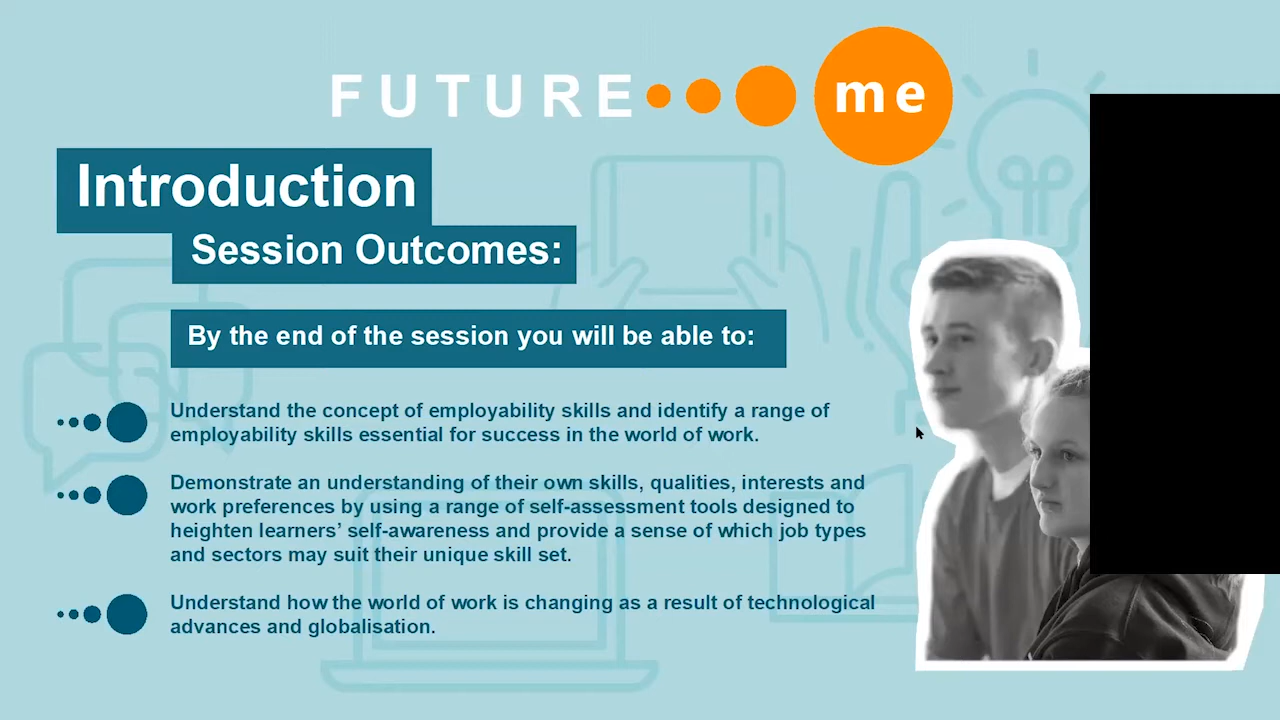 FUTURE me
Introduction
Session Outcomes:
By the end of the session you will be able to:
Understand the concept of employability skills and identify a range of
employability skills essential for success in the world of work.
Demonstrate an understanding of their own skills, qualities, interests and
work preferences by using a range of self-assessment tools designed to
heighten learners’ self-awareness and provide a sense of which job types
and sectors may suit their unique skill set.
Understand how the world of work is changing as a result of technological
advances and globalisation.